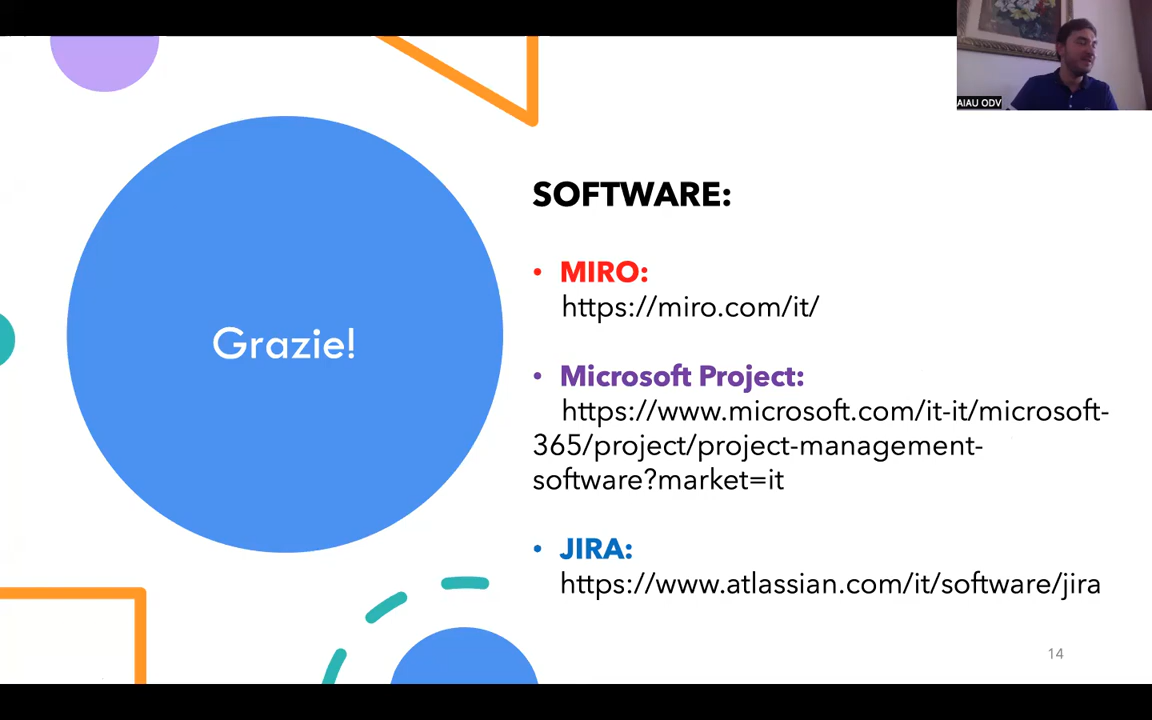 AIAU ODV
SOFTWARE:
• MIRO:
https://miro.com/it/
Grazie!
• Microsoft Project:
https://www.microsoft.com/it-it/microsoft-
365/project/project-management-
software?market=it
• JIRA:
https://www.atlassian.com/it/software/jira
14